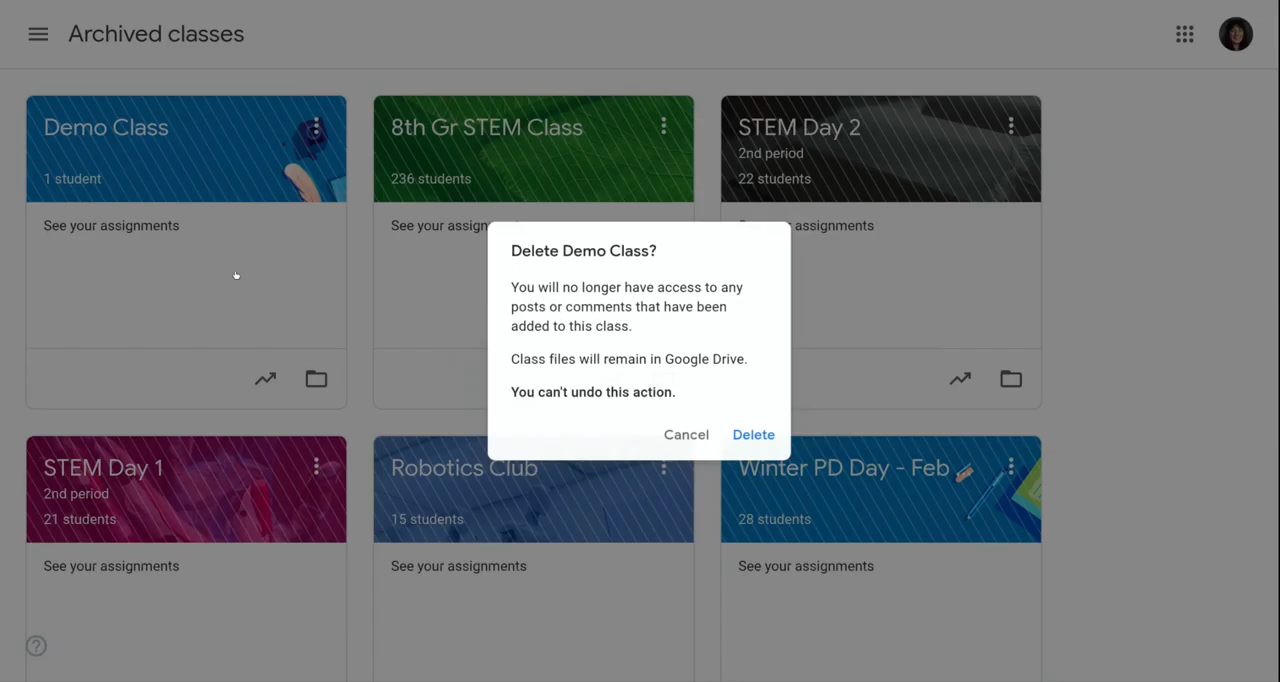 Archived classes
Demo Class
1 student
See your assignments
8th Gr STEM Class
236 students
See your assign
STEM Day 2
2nd period
22 students
assignments
Delete Demo Class?
You will no longer have access to any
posts or comments that have been
added to this class.
Class files will remain in Google Drive.
You can't undo this action.
Cancel
Delete
STEM Day 1
2nd period
21 students
See your assignments
Robotics Club
15 students
See your assignments
Winter PD Day - Feb
28 students
See your assignments